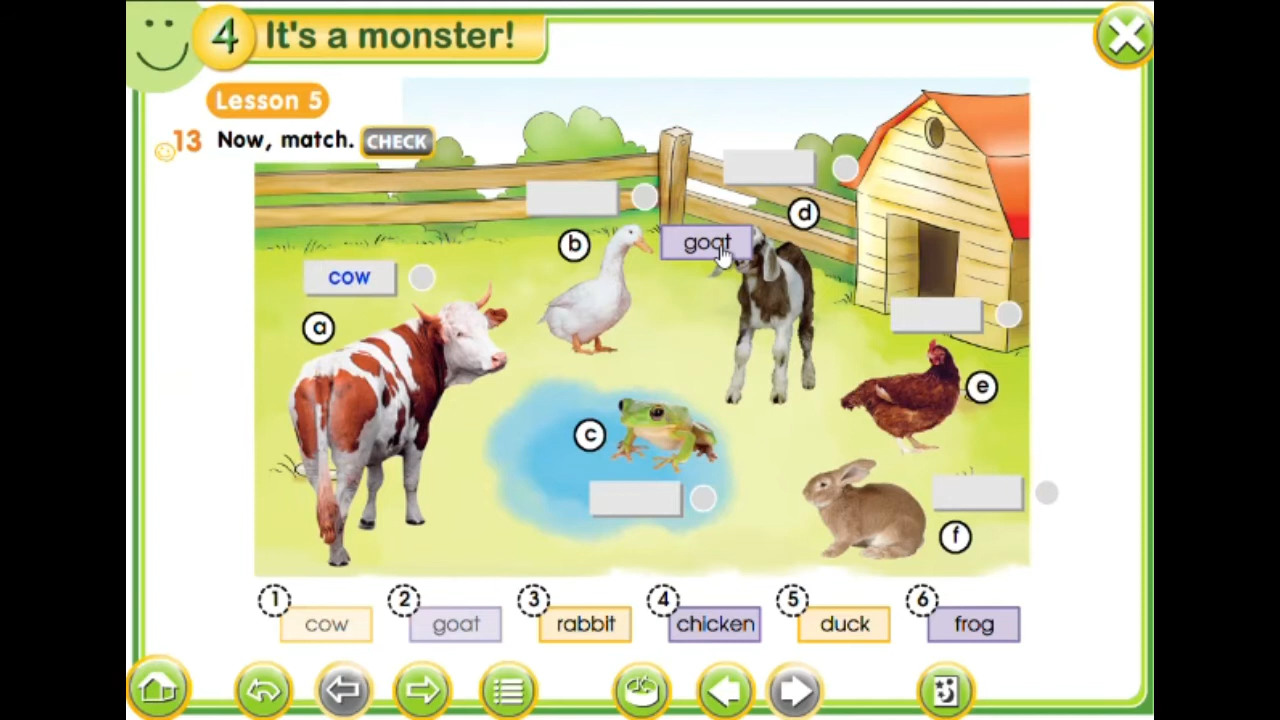 4 It's a monster!
Lesson 5
13 Now, match. CHECK
d
b
goat
cow
a
e
c
f
1 2 3 4 5 6
cow goat rabbit chicken duck frog